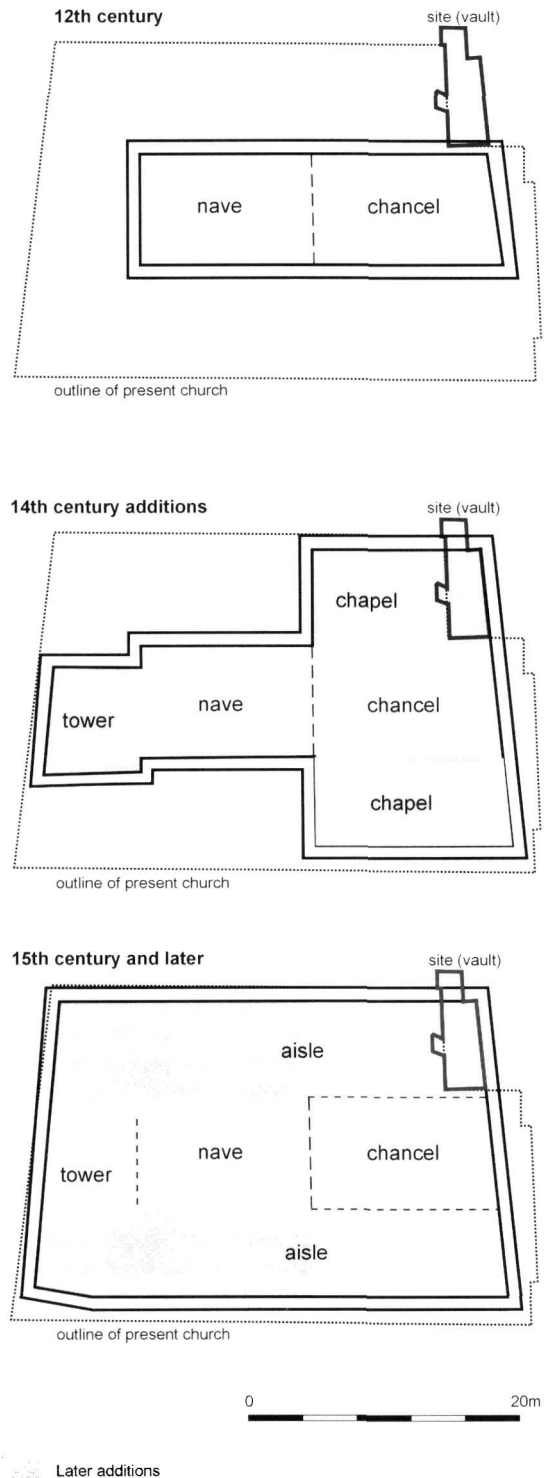 12th century
site (vault)
nave
chancel
outline of present church
14th century additions
site (vault)
chapel
tower
nave
chancel
chapel
outline of present church
15th century and later
site (vault)
aisle
nave
chancel
tower
aisle
outline of present church
0
20m
Later additions